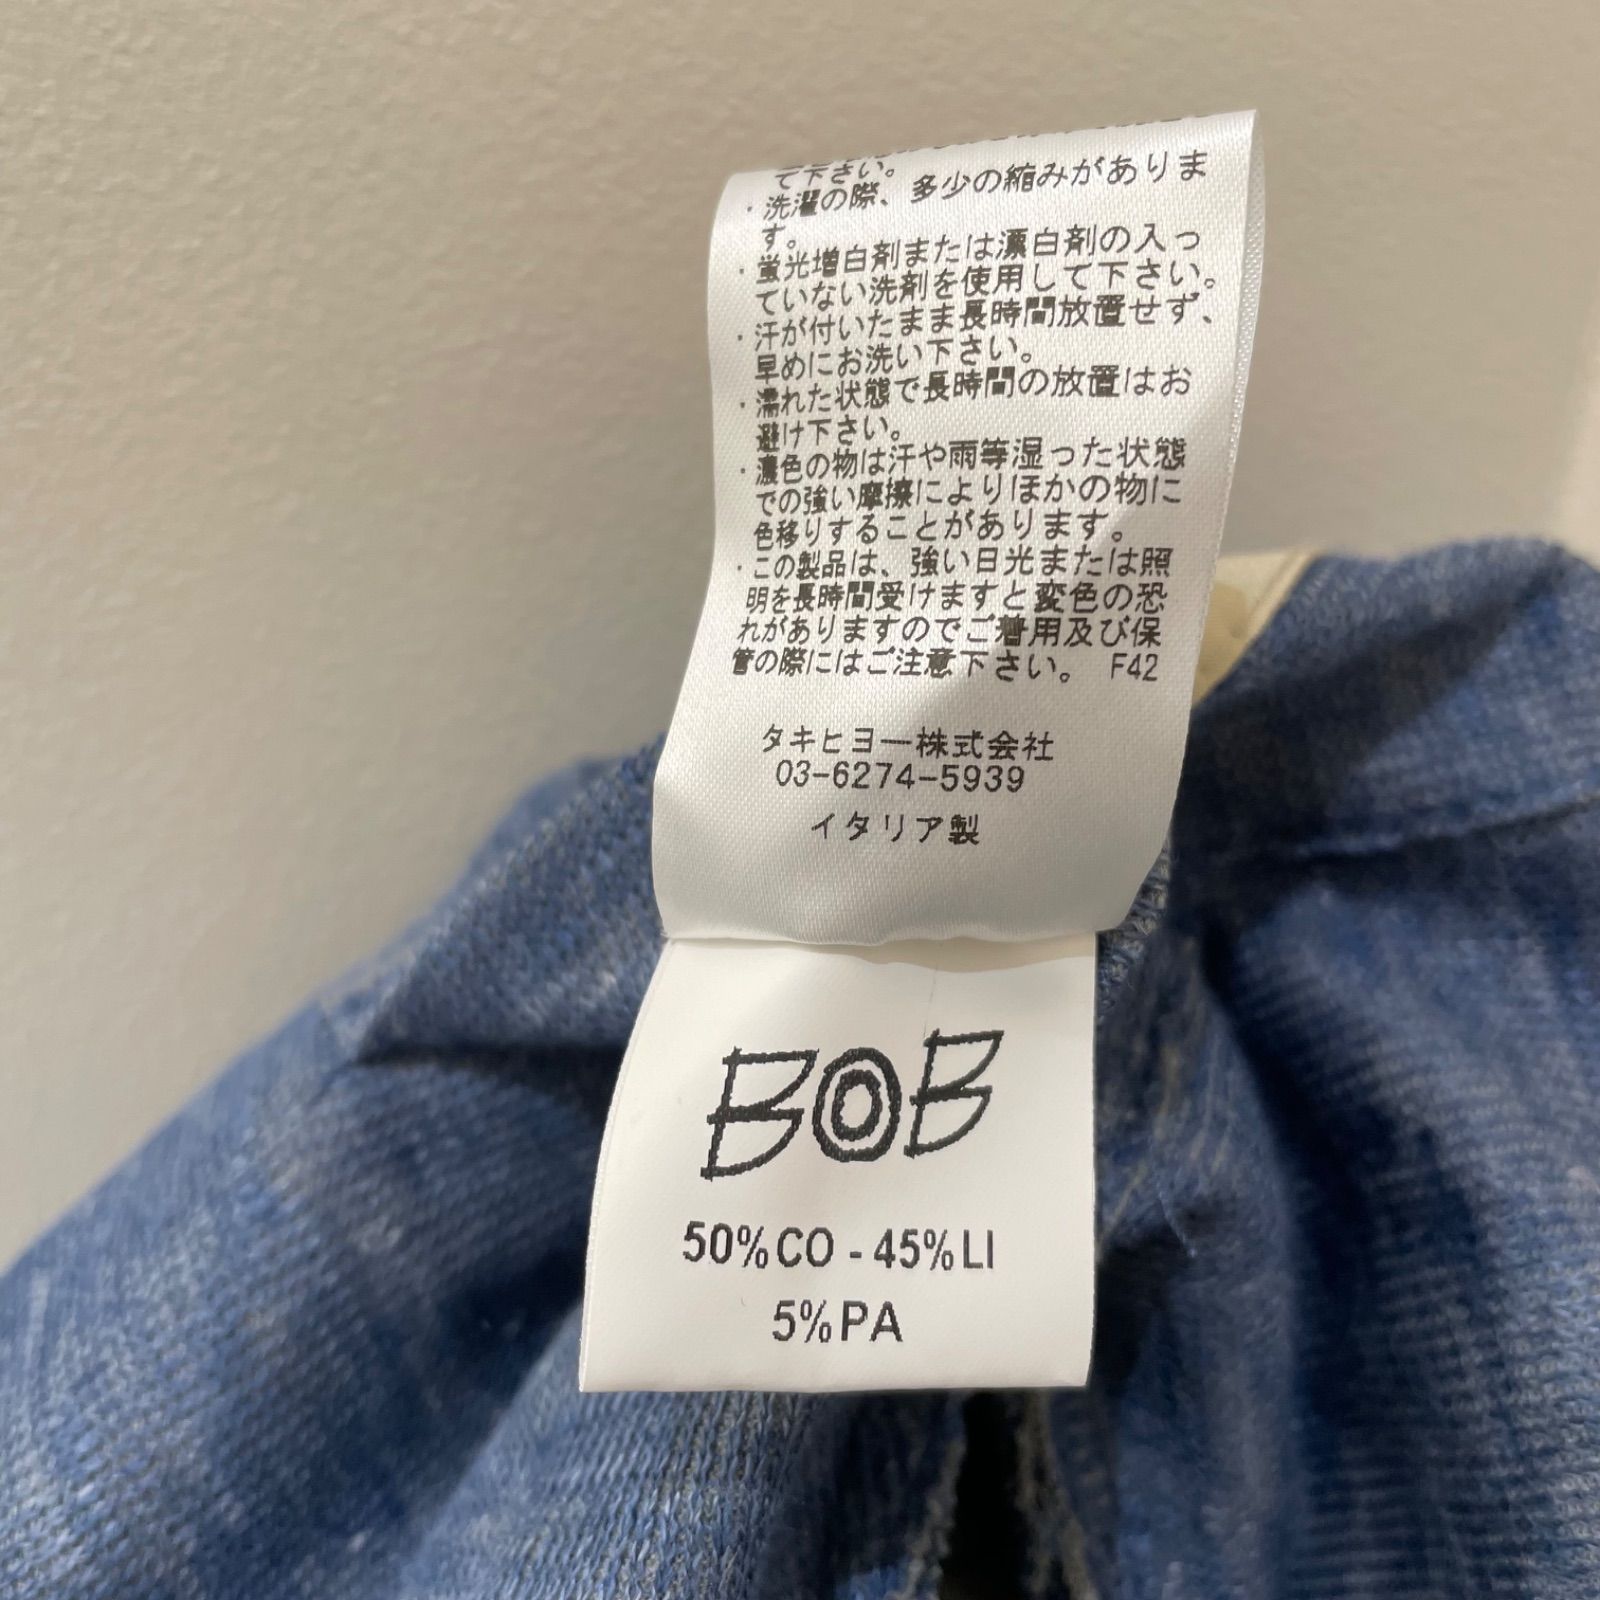 て下さい。
・洗濯の際、多少の縮みがありま
す。
・蛍光増白剤または漂白剤の入っ
ていない洗剤を使用して下さい。
・汗が付いたまま長時間放置せず、
早めにお洗い下さい。
・濡れた状態で長時間の放置はお
避け下さい。
・濃色の物は汗や雨等湿った状態
での強い摩擦によりほかの物に
色移りすることがあります。
・この製品は、強い日光または照
明を長時間受けますと変色の恐
れがありますのでご着用及び保
管の際にはご注意下さい。 F42
タキヒヨー株式会社
03-6274-5939
イタリア製
BOB
50%CO - 45%LI
5%PA